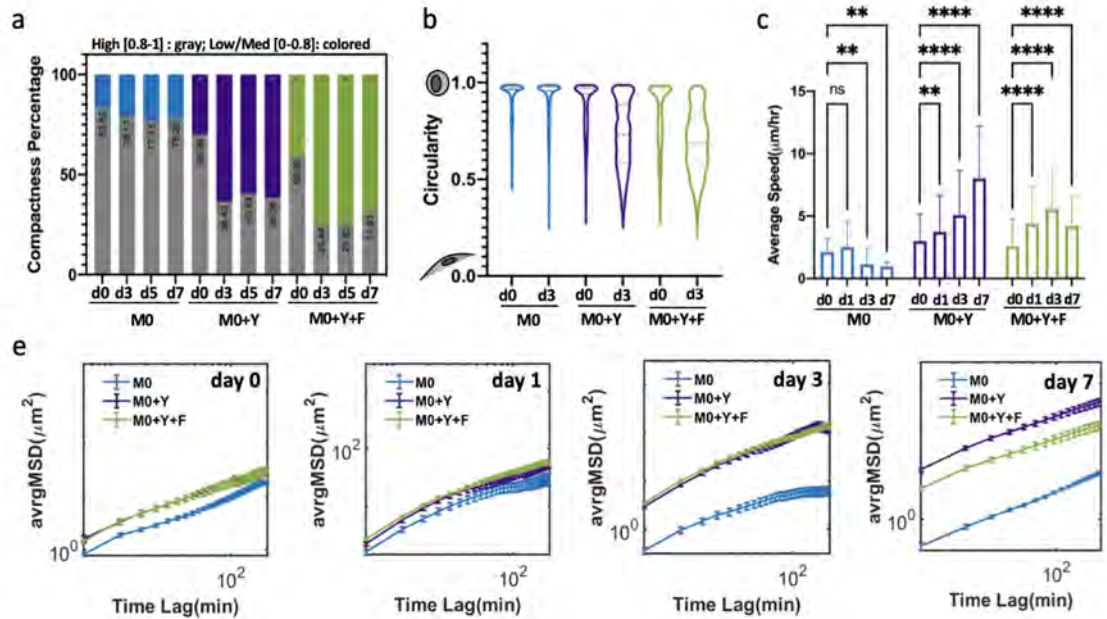 a
High [0.8-1] : gray; Low/Med [0-0.8]: colored
Compactness Percentage
100
50
0
d0 d3 d5 d7 d0 d3 d5 d7 d0 d3 d5 d7
M0 M0+Y M0+Y+F
b
Circularity
1.0
0.5
0.0
d0 d3 d0 d3 d0 d3
M0 M0+Y M0+Y+F
c
** **** ****
** **** ****
ns ** ****
Average Speed(μm/hr)
15
10
5
0
d0 d1 d3 d7 d0 d1 d3 d7 d0 d1 d3 d7
M0 M0+Y M0+Y+F
e
day 0
M0
M0+Y
M0+Y+F
avrgMSD(μm²)
10⁰
10²
Time Lag(min)
day 1
M0
M0+Y
M0+Y+F
avrgMSD(μm²)
10²
10²
Time Lag(min)
day 3
M0
M0+Y
M0+Y+F
avrgMSD(μm²)
10⁰
10²
Time Lag(min)
day 7
M0
M0+Y
M0+Y+F
avrgMSD(μm²)
10⁰
10²
Time Lag(min)